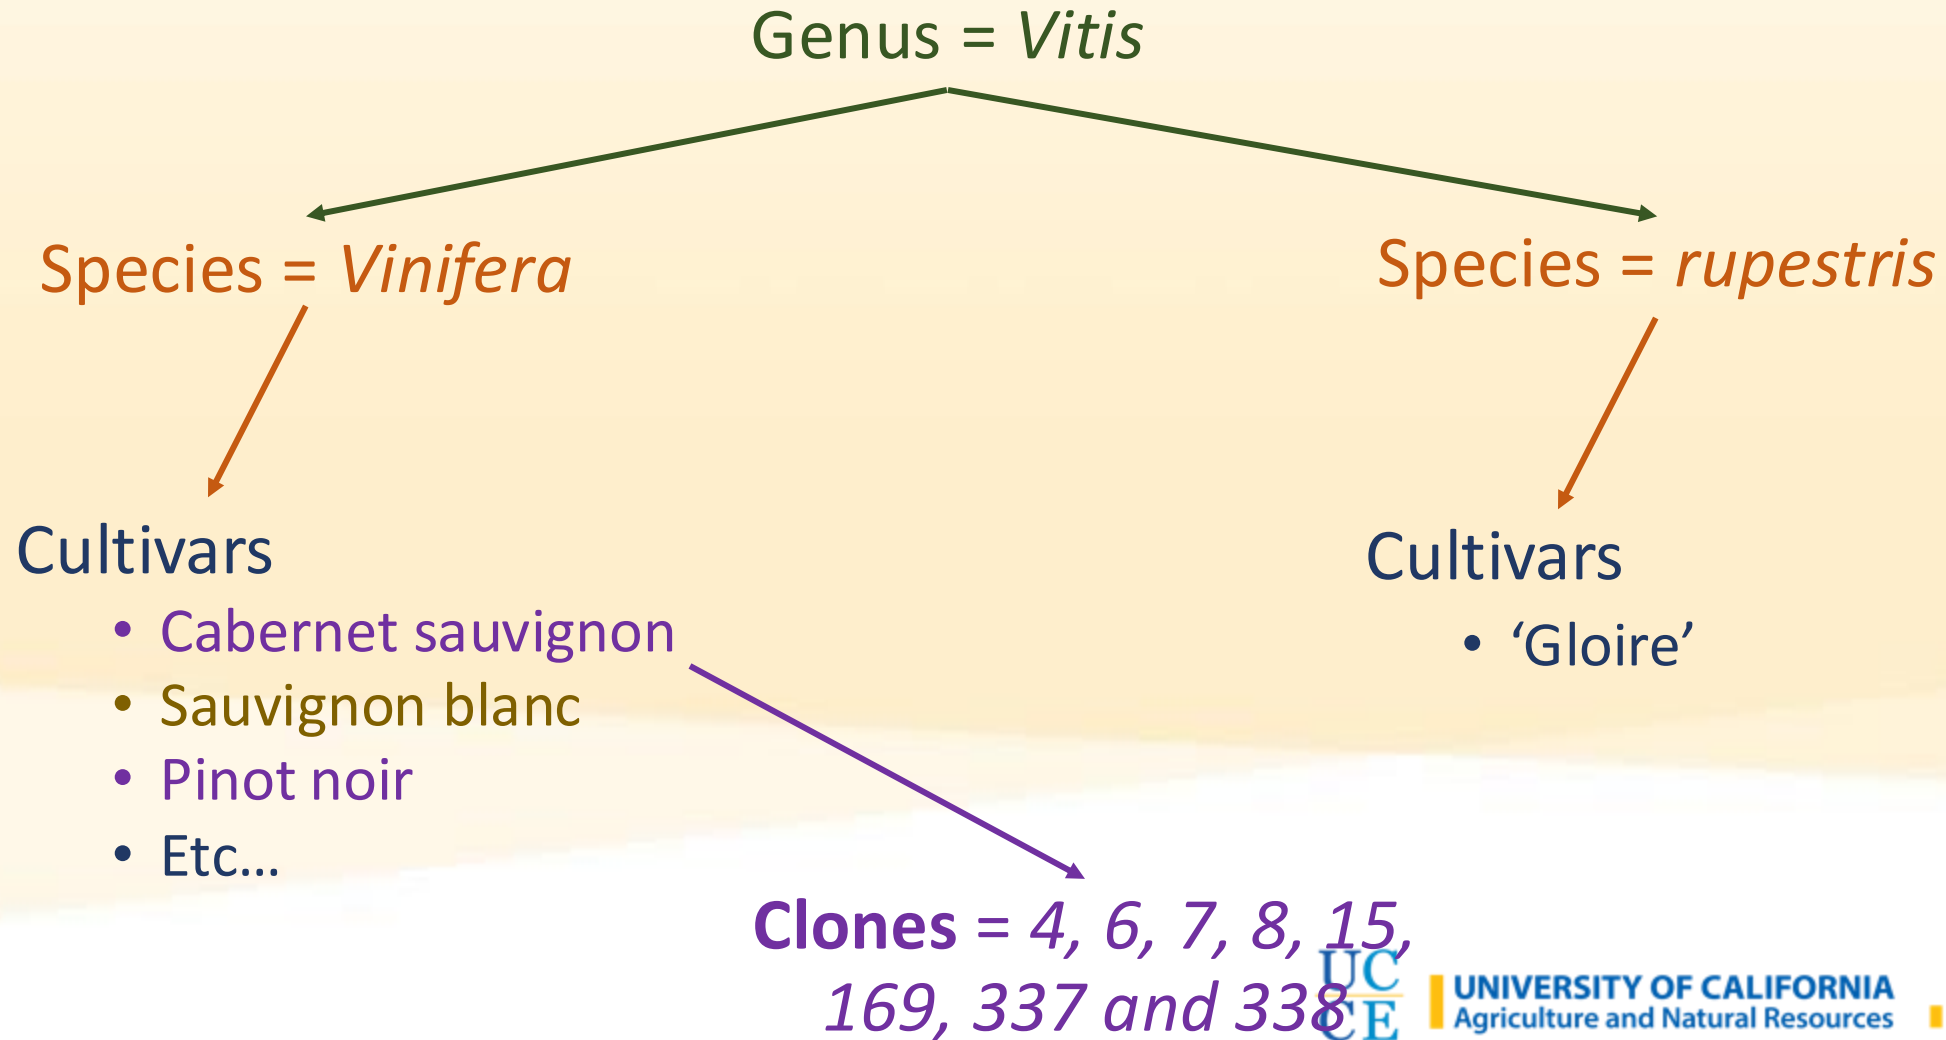 Genus = Vitis
Species = Vinifera
Species = rupestris
Cultivars
• Cabernet sauvignon
• Sauvignon blanc
• Pinot noir
• Etc...
Cultivars
• ‘Gloire’
Clones = 4, 6, 7, 8, 15,
169, 337 and 338
UC
CE
UNIVERSITY OF CALIFORNIA
Agriculture and Natural Resources